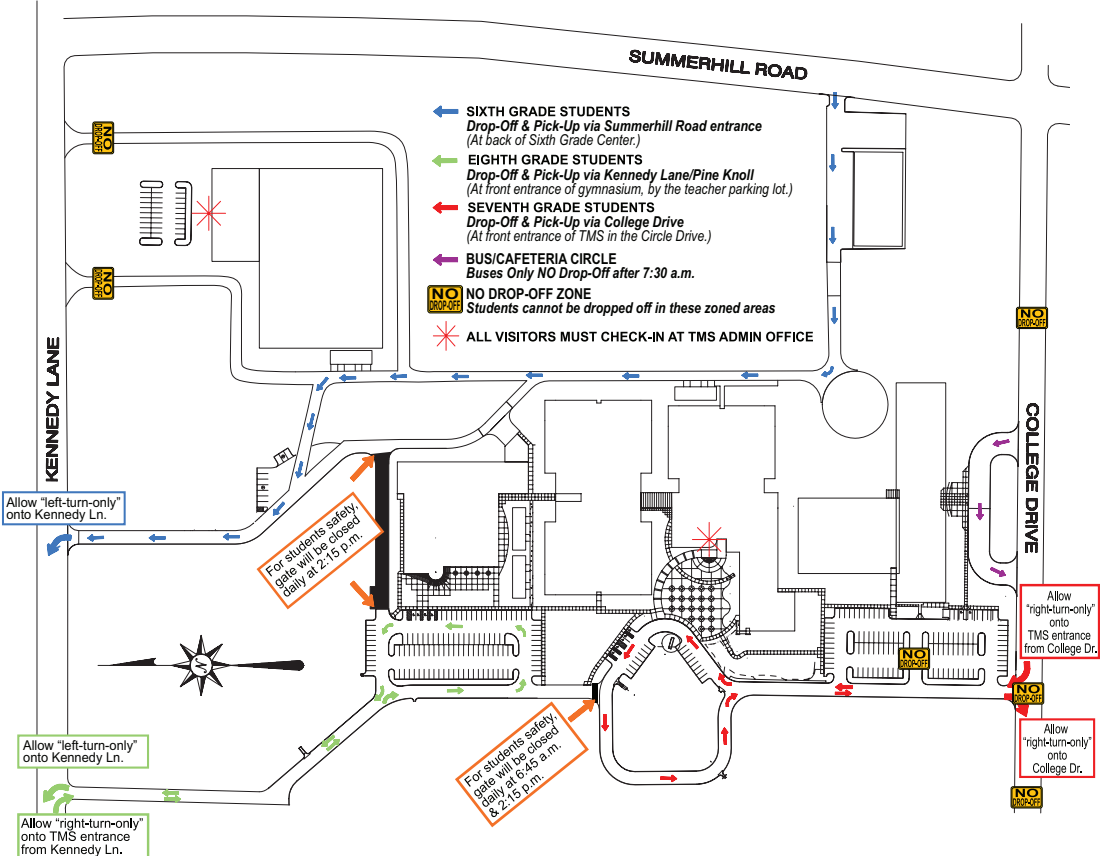 SUMMERHILL ROAD
SIXTH GRADE STUDENTS
Drop-Off & Pick-Up via Summerhill Road entrance
(At back of Sixth Grade Center.)
EIGHTH GRADE STUDENTS
Drop-Off & Pick-Up via Kennedy Lane/Pine Knoll
(At front entrance of gymnasium, by the teacher parking lot.)
SEVENTH GRADE STUDENTS
Drop-Off & Pick-Up via College Drive
(At front entrance of TMS in the Circle Drive.)
BUS/CAFETERIA CIRCLE
Buses Only NO Drop-Off after 7:30 a.m.
NO
DROP-OFF
NO DROP-OFF ZONE
Students cannot be dropped off in these zoned areas
ALL VISITORS MUST CHECK-IN AT TMS ADMIN OFFICE
NO
DROP-OFF
NO
DROP-OFF
NO
DROP-OFF
KENNEDY LANE
COLLEGE DRIVE
Allow "left-turn-only"
onto Kennedy Ln.
For students safety,
gate will be closed
daily at 2:15 p.m.
Allow
"right-turn-only"
onto
TMS entrance
from College Dr.
NO
DROP-OFF
NO
DROP-OFF
N
Allow
"right-turn-only"
onto
College Dr.
For students safety,
gate will be closed
daily at 6:45 a.m.
& 2:15 p.m.
Allow "left-turn-only"
onto Kennedy Ln.
NO
DROP-OFF
Allow "right-turn-only"
onto TMS entrance
from Kennedy Ln.